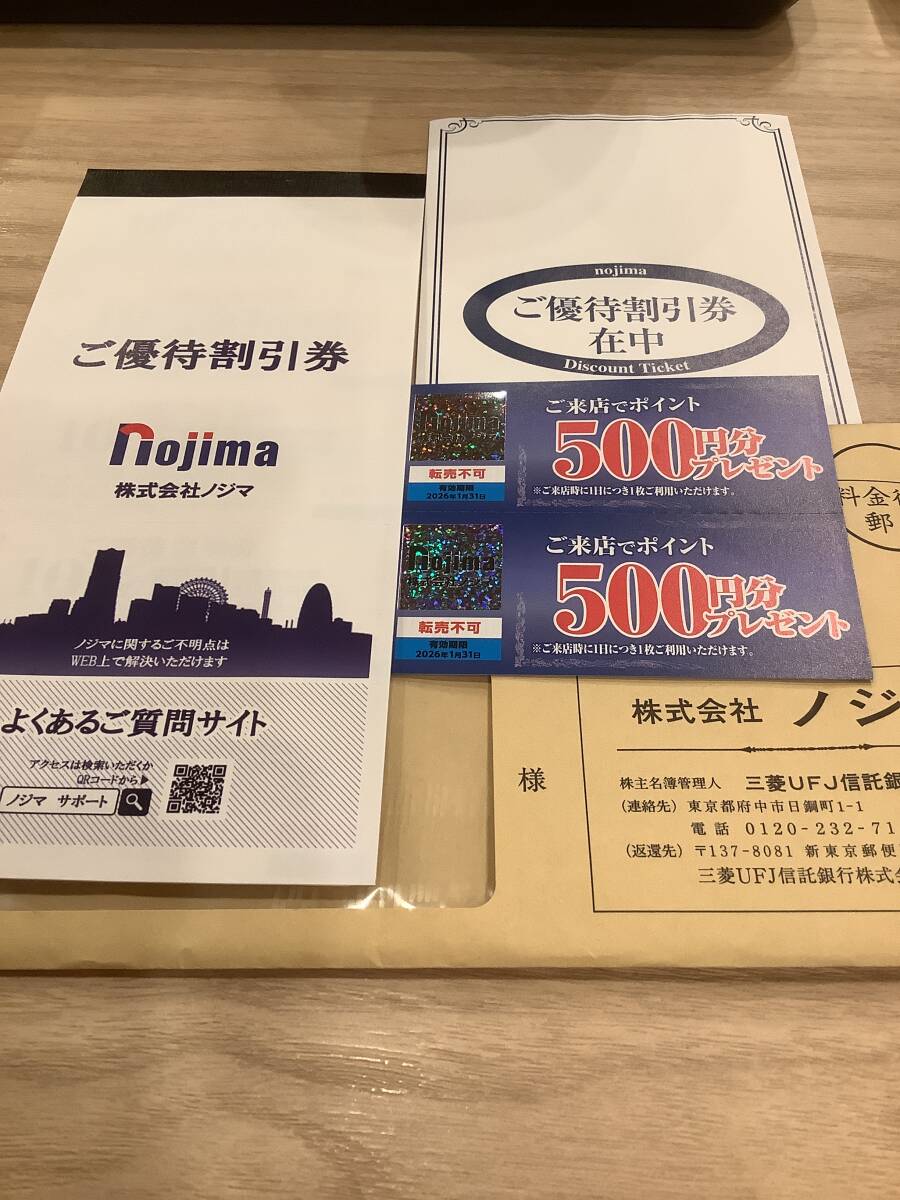 ご優待割引券
nojima
株式会社ノジマ
ノジマに関するご不明点は
WEB上で解決いただけます
よくあるご質問サイト
アクセスは検索いただくか
QRコードから▶
ノジマ サポート
nojima
ご優待割引券
在中
Discount Ticket
nojima
転売不可
有効期限
2026年1月31日
ご来店でポイント
500円分
プレゼント
※ご来店時に1日につき1枚ご利用いただけます。
nojima
転売不可
有効期限
2026年1月31日
ご来店でポイント
500円分
プレゼント
※ご来店時に1日につき1枚ご利用いただけます。
料金
郵
株式会社 ノジ
様
株主名簿管理人 三菱UFJ信託銀
(連絡先) 東京都府中市日鋼町1-1
電話 0120-232-71
(返還先) 〒137-8081 新東京郵便
三菱UFJ信託銀行株式会